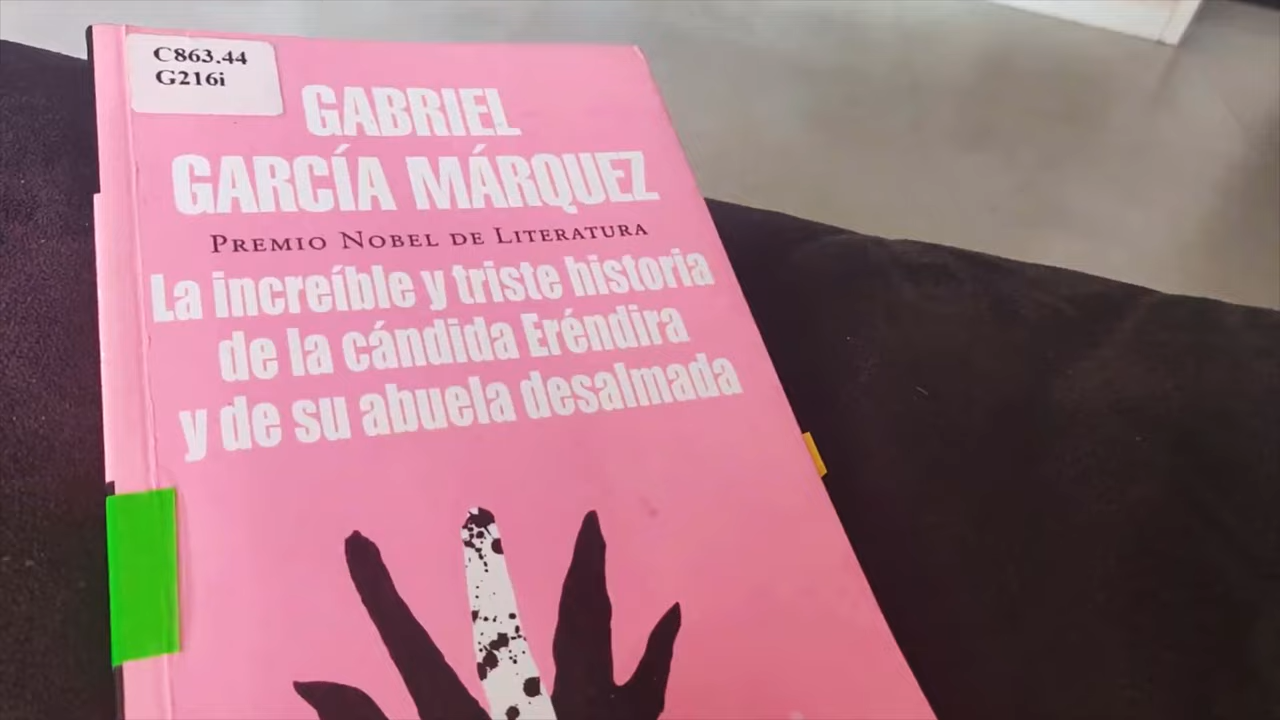 C863.44
G216i
GABRIEL
GARCÍA MÁRQUEZ
PREMIO NOBEL DE LITERATURA
La increíble y triste historia
de la cándida Eréndira
y de su abuela desalmada